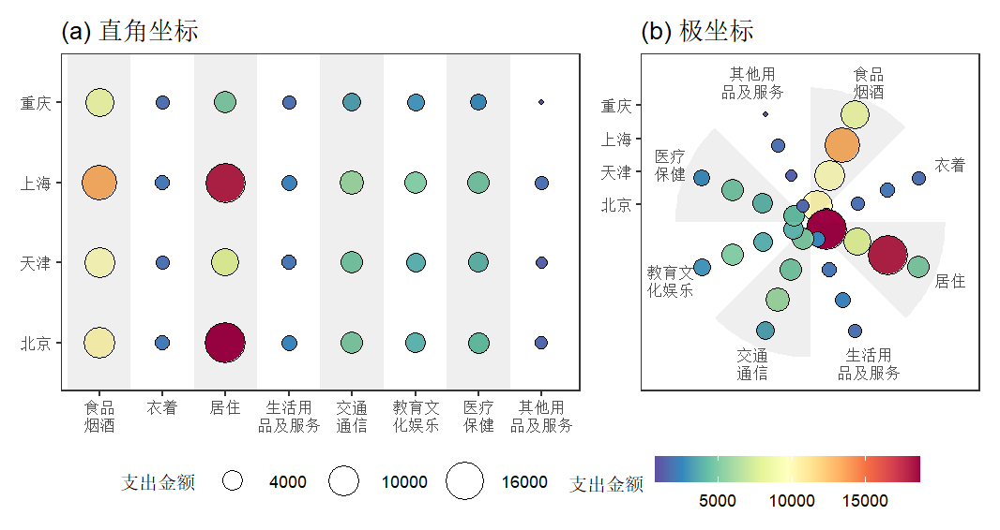 (a) 直角坐标
重庆
上海
天津
北京
食品
烟酒
衣着
居住
生活用
品及服务
交通
通信
教育文
化娱乐
医疗
保健
其他用
品及服务
(b) 极坐标
重庆
上海
天津
北京
其他用
品及服务
食品
烟酒
医疗
保健
衣着
教育文
化娱乐
居住
交通
通信
生活用
品及服务
支出金额 4000 10000 16000
支出金额 5000 10000 15000